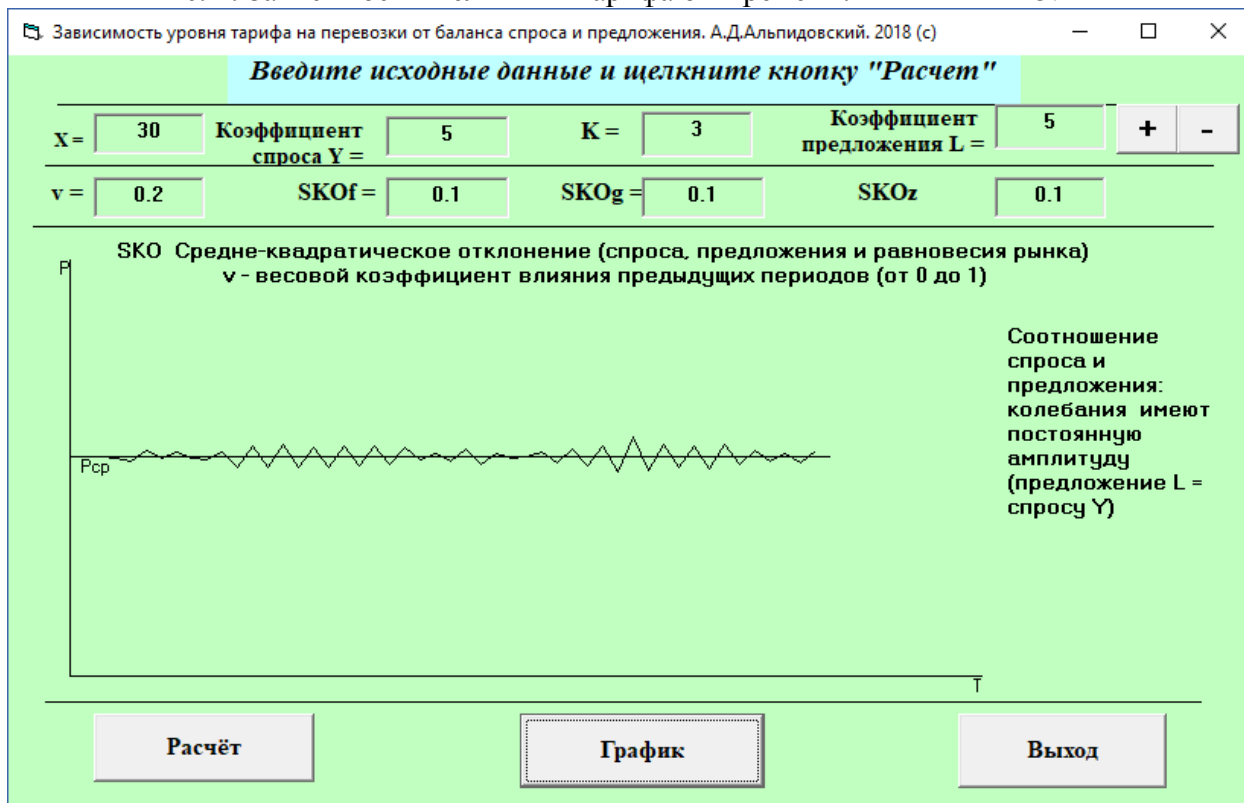 Зависимость уровня тарифа на перевозки от баланса спроса и предложения. А.Д.Альпидовский. 2018 (c)
Введите исходные данные и щелкните кнопку "Расчет"
X = 30 Коэффициент спроса Y = 5 K = 3 Коэффициент предложения L = 5 + -
v = 0.2 SKOf = 0.1 SKOg = 0.1 SKOz 0.1
SKO Средне-квадратическое отклонение (спроса, предложения и равновесия рынка)
v - весовой коэффициент влияния предыдущих периодов (от 0 до 1)
P
Pср
T
Соотношение
спроса и
предложения:
колебания имеют
постоянную
амплитуду
(предложение L =
спросу Y)
Расчёт График Выход